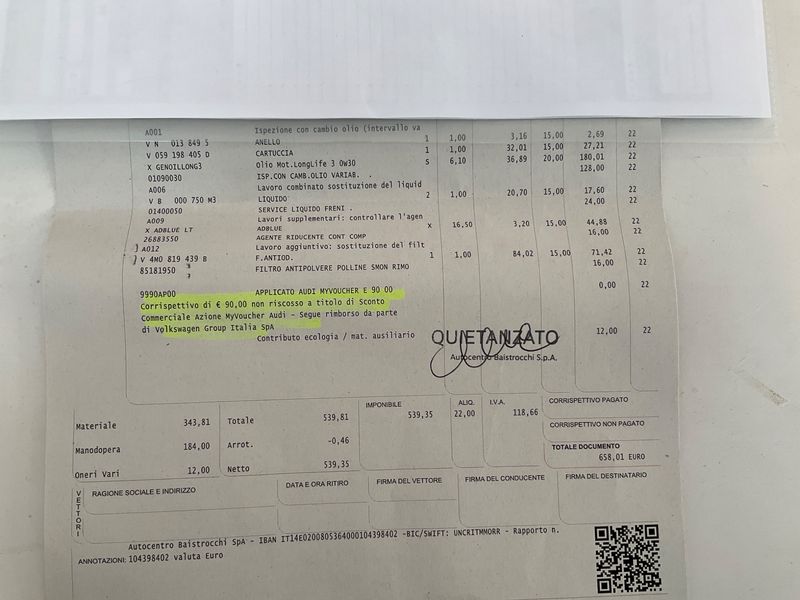 A001 Ispezione con cambio olio (intervallo va
V N 013 849 5 ANELLO 1 1,00 3,16 15,00 2,69 22
V 059 198 405 D CARTUCCIA 1 1,00 32,01 15,00 27,21 22
X GENOILLONG3 Olio Mot.LongLife 3 0W30 S 6,10 36,89 20,00 180,01 22
01090030 ISP.CON CAMB.OLIO VARIAB. . 128,00 22
A006 Lavoro combinato sostituzione del liquid
V B 000 750 M3 LIQUIDO 2 1,00 20,70 15,00 17,60 22
01400050 SERVICE LIQUIDO FRENI . 24,00 22
A009 Lavori supplementari: controllare l'agen
X ADBLUE LT ADBLUE X 16,50 3,20 15,00 44,88 22
26883550 AGENTE RIDUCENTE CONT COMP 16,00 22
A012 Lavoro aggiuntivo: sostituzione del filt
V 4M0 819 439 B F.ANTIOD. 1 1,00 84,02 15,00 71,42 22
85181950 FILTRO ANTIPOLVERE POLLINE SMON RIMO 16,00 22
9990AP00 APPLICATO AUDI MYVOUCHER E 90 00 0,00 22
Corrispettivo di € 90,00 non riscosso a titolo di Sconto
Commerciale Azione MyVoucher Audi - Segue rimborso da parte
di Volkswagen Group Italia SpA
Contributo ecologia / mat. ausiliario 12,00 22
QUIETANZATO
Autocentro Baistrocchi S.p.A.
Materiale 343,81
Manodopera 184,00
Oneri Vari 12,00
Totale 539,81
Arrot. -0,46
Netto 539,35
IMPONIBILE 539,35
ALIQ. 22,00
I.V.A. 118,66
CORRISPETTIVO PAGATO
CORRISPETTIVO NON PAGATO
TOTALE DOCUMENTO
658,01 EURO
VETTORI
RAGIONE SOCIALE E INDIRIZZO
DATA E ORA RITIRO
FIRMA DEL VETTORE
FIRMA DEL CONDUCENTE
FIRMA DEL DESTINATARIO
Autocentro Baistrocchi SpA - IBAN IT14E0200805364000104398402 -BIC/SWIFT: UNCRITMMORR - Rapporto n.
ANNOTAZIONI: 104398402 valuta Euro